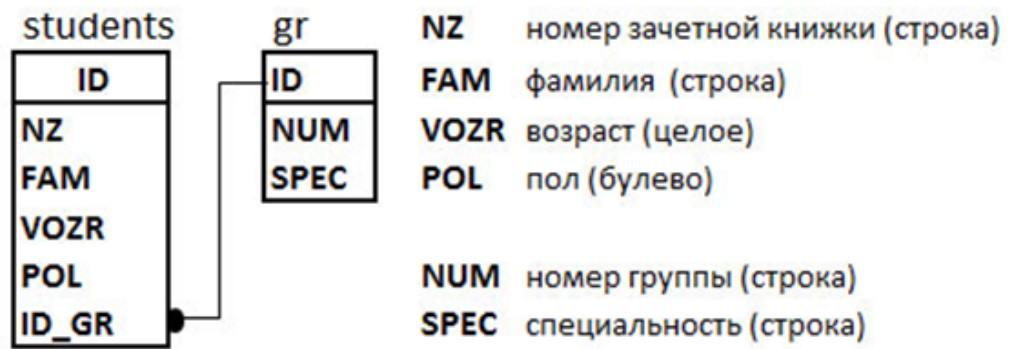 students gr
ID
NZ
FAM
VOZR
POL
ID_GR
ID
NUM
SPEC
NZ номер зачетной книжки (строка)
FAM фамилия (строка)
VOZR возраст (целое)
POL пол (булево)
NUM номер группы (строка)
SPEC специальность (строка)